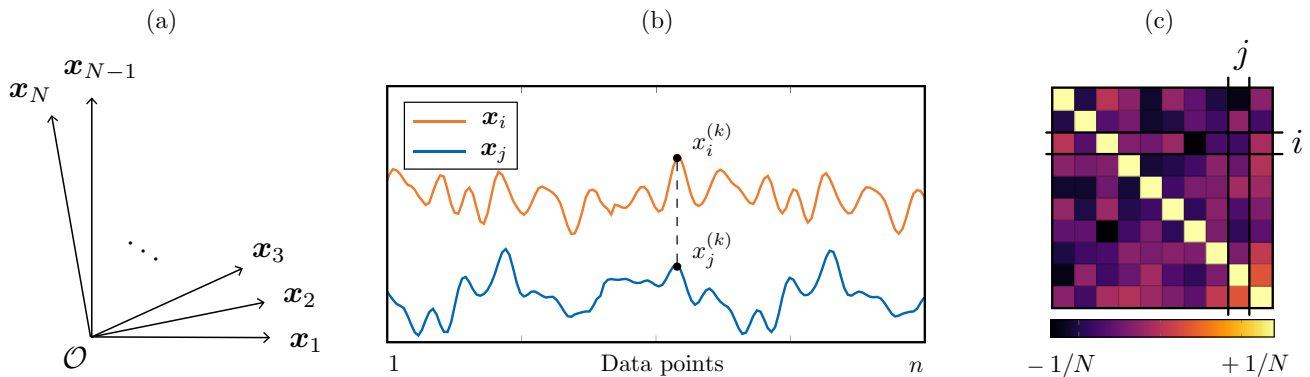 (a)
x_N
x_{N−1}
x_3
x_2
x_1
𝒪
(b)
x_i
x_j
x_i^{(k)}
x_j^{(k)}
1
Data points
n
(c)
j
i
− 1/N
+ 1/N